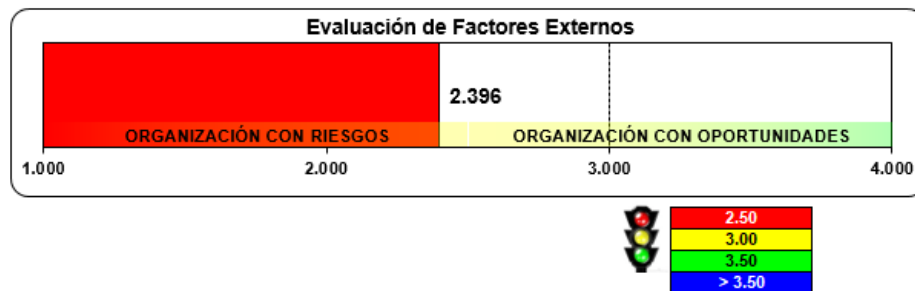 Evaluación de Factores Externos
2.396
ORGANIZACIÓN CON RIESGOS ORGANIZACIÓN CON OPORTUNIDADES
1.000 2.000 3.000 4.000
2.50
3.00
3.50
> 3.50